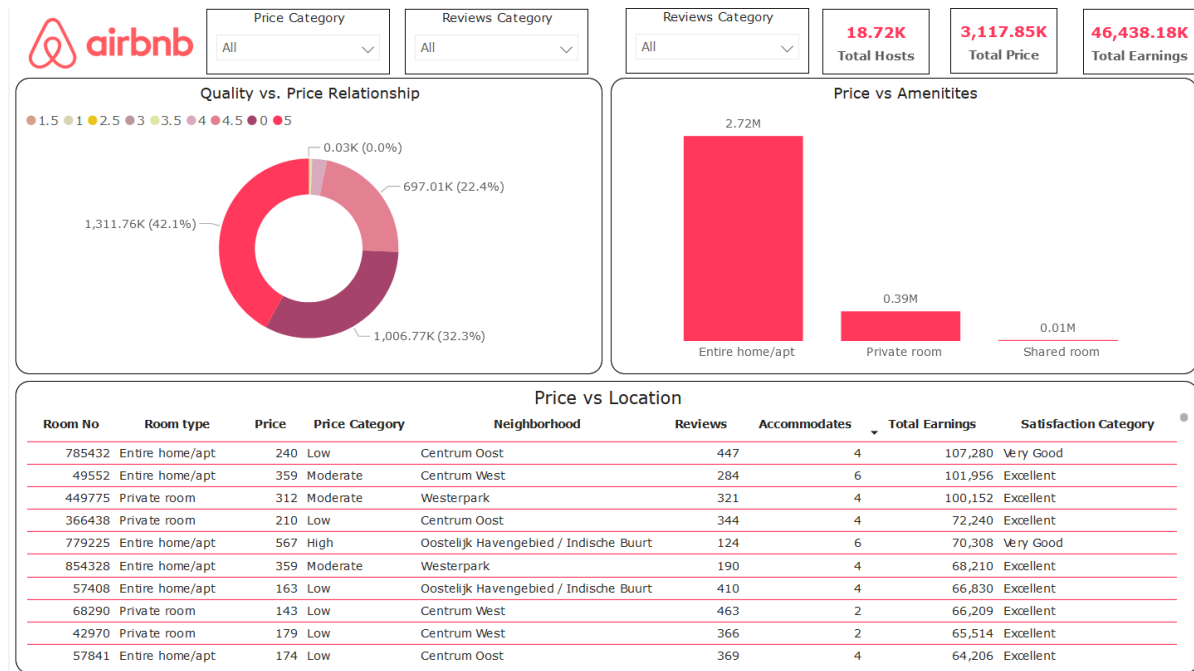 airbnb
Price Category
All
Reviews Category
All
Reviews Category
All
18.72K
Total Hosts
3,117.85K
Total Price
46,438.18K
Total Earnings
Quality vs. Price Relationship
1.5 1 2.5 3 3.5 4 4.5 0 5
0.03K (0.0%)
697.01K (22.4%)
1,311.76K (42.1%)
1,006.77K (32.3%)
Price vs Amenitites
2.72M
0.39M
0.01M
Entire home/apt Private room Shared room
Price vs Location
Room No Room type Price Price Category Neighborhood Reviews Accommodates Total Earnings Satisfaction Category
785432 Entire home/apt 240 Low Centrum Oost 447 4 107,280 Very Good
49552 Entire home/apt 359 Moderate Centrum West 284 6 101,956 Excellent
449775 Private room 312 Moderate Westerpark 321 4 100,152 Excellent
366438 Private room 210 Low Centrum Oost 344 4 72,240 Excellent
779225 Entire home/apt 567 High Oostelijk Havengebied / Indische Buurt 124 6 70,308 Very Good
854328 Entire home/apt 359 Moderate Westerpark 190 4 68,210 Excellent
57408 Entire home/apt 163 Low Oostelijk Havengebied / Indische Buurt 410 4 66,830 Excellent
68290 Private room 143 Low Centrum West 463 2 66,209 Excellent
42970 Private room 179 Low Centrum West 366 2 65,514 Excellent
57841 Entire home/apt 174 Low Centrum Oost 369 4 64,206 Excellent